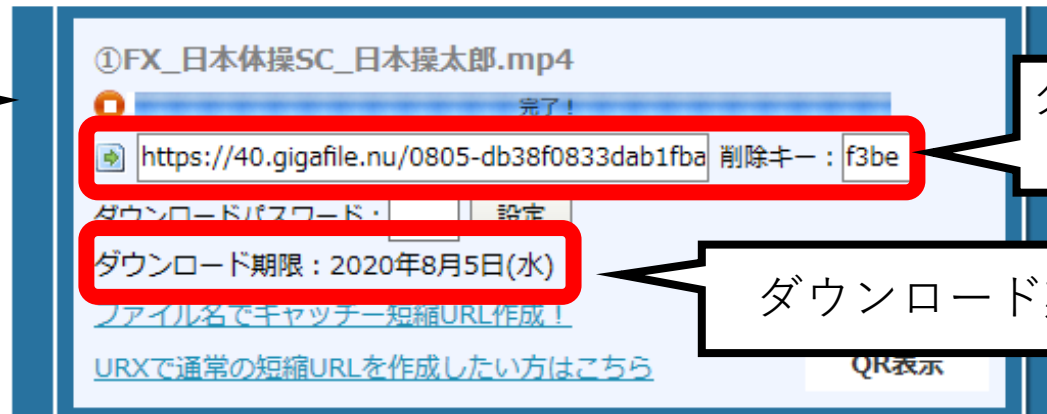 ①FX_日本体操SC_日本操太郎.mp4
完了！
https://40.gigafile.nu/0805-db38f0833dab1fba 削除キー：f3be
ダウンロードパスワード： 設定
ダウンロード期限：2020年8月5日(水)
ダウンロード
ファイル名でキャッチー短縮URL作成！
URXで通常の短縮URLを作成したい方はこちら
QR表示